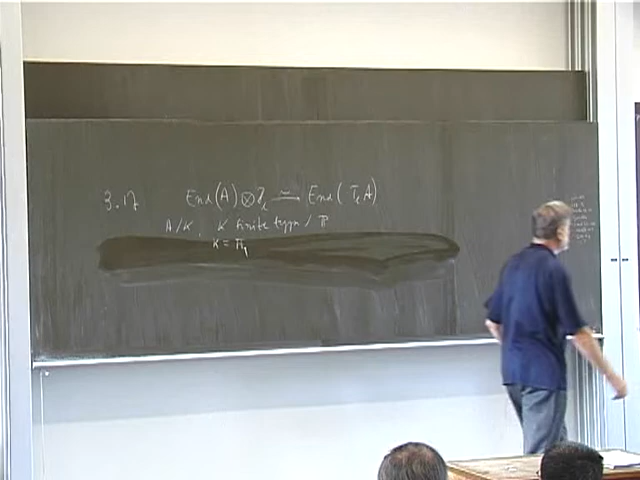 3.17 End(A) ⊗ ℤ_ℓ ≅ End(T_ℓ A)
A/K, K finite type / 𝔽
K = 𝔽_q